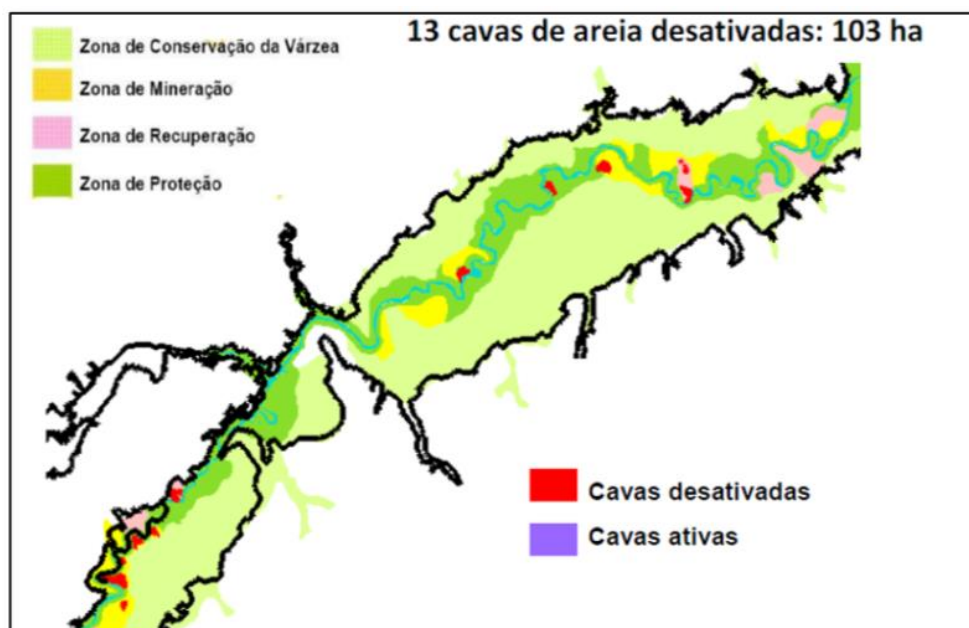 13 cavas de areia desativadas: 103 ha
Zona de Conservação da Várzea
Zona de Mineração
Zona de Recuperação
Zona de Proteção
Cavas desativadas
Cavas ativas